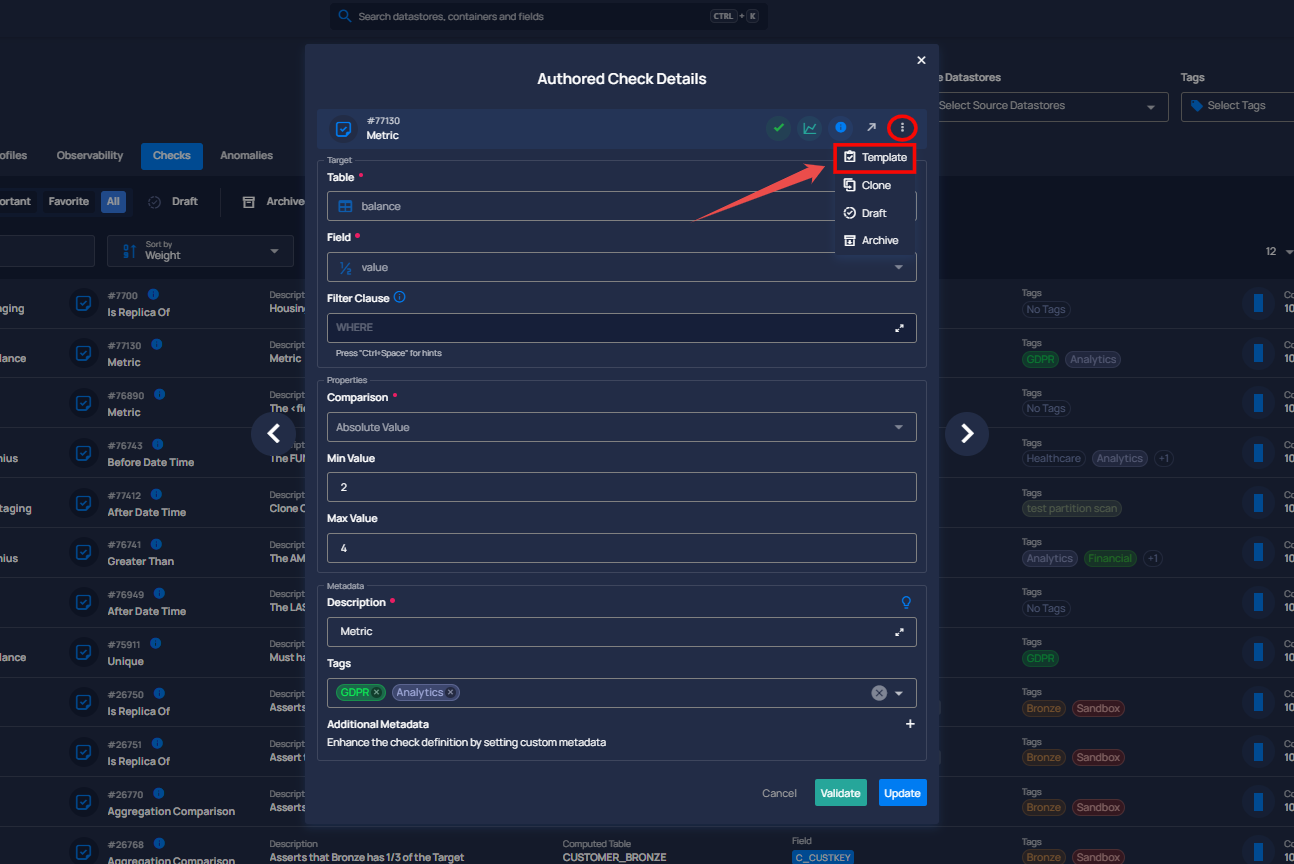 Search datastores, containers and fields CTRL + K
Authored Check Details
#77130
Metric
Template
Clone
Draft
Archive
Target
Table *
balance
Field *
value
Filter Clause
WHERE
Press "Ctrl+Space" for hints
Properties
Comparison *
Absolute Value
Min Value
2
Max Value
4
Metadata
Description *
Metric
Tags
GDPR Analytics
Additional Metadata
Enhance the check definition by setting custom metadata
Cancel Validate Update
e Datastores Tags
Select Source Datastores Select Tags
ofiles Observability Checks Anomalies
ortant Favorite All Draft Archive
Sort by
Weight
12
#7700 Descript Tags
ging Is Replica Of Housin No Tags
#77130 Descript Tags
lance Metric Metric GDPR Analytics
#76890 Descript Tags
Metric The <fie No Tags
#76743 Tags
nius Before Date Time The FUN Healthcare Analytics +1
#77412 Descript Tags
taging After Date Time Clone C test partition scan
#76741 Descript Tags
nius Greater Than The AM Analytics Financial +1
#76949 Descript Tags
After Date Time The LAS No Tags
#75911 Descript Tags
lance Unique Must ha GDPR
#26750 Descript Tags
Is Replica Of Asserts Bronze Sandbox
#26751 Descript Tags
Is Replica Of Assert t Bronze Sandbox
#26770 Descript Tags
Aggregation Comparison Asserts Bronze Sandbox
#26768 Description Computed Table Field Tags
Aggregation Comparison Asserts that Bronze has 1/3 of the Target CUSTOMER_BRONZE C_CUSTKEY Bronze Sandbox